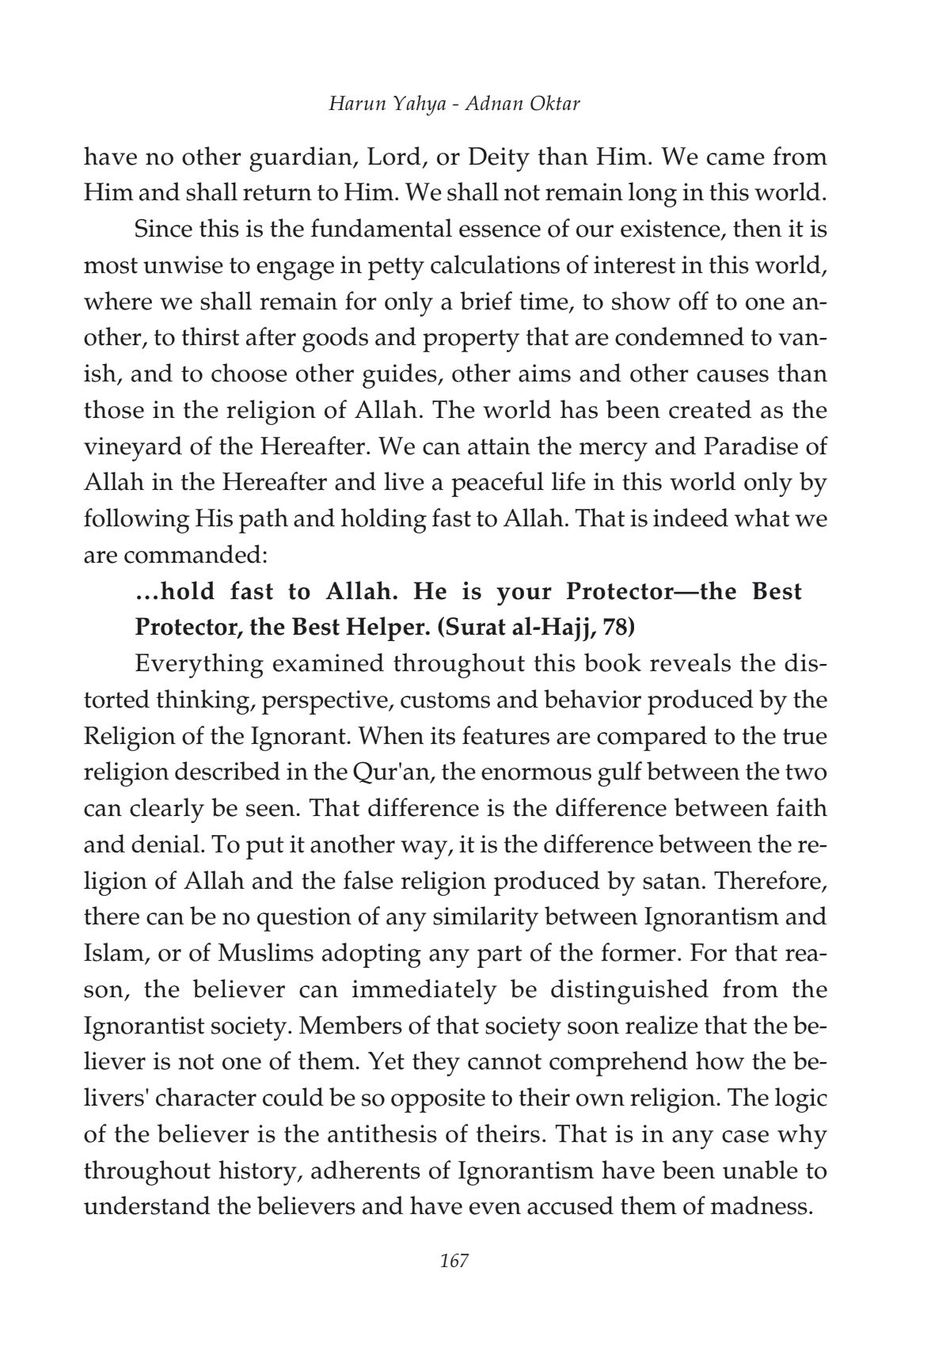 Harun Yahya - Adnan Oktar
have no other guardian, Lord, or Deity than Him. We came from
Him and shall return to Him. We shall not remain long in this world.
Since this is the fundamental essence of our existence, then it is
most unwise to engage in petty calculations of interest in this world,
where we shall remain for only a brief time, to show off to one an-
other, to thirst after goods and property that are condemned to van-
ish, and to choose other guides, other aims and other causes than
those in the religion of Allah. The world has been created as the
vineyard of the Hereafter. We can attain the mercy and Paradise of
Allah in the Hereafter and live a peaceful life in this world only by
following His path and holding fast to Allah. That is indeed what we
are commanded:
…hold fast to Allah. He is your Protector—the Best
Protector, the Best Helper. (Surat al-Hajj, 78)
Everything examined throughout this book reveals the dis-
torted thinking, perspective, customs and behavior produced by the
Religion of the Ignorant. When its features are compared to the true
religion described in the Qur'an, the enormous gulf between the two
can clearly be seen. That difference is the difference between faith
and denial. To put it another way, it is the difference between the re-
ligion of Allah and the false religion produced by satan. Therefore,
there can be no question of any similarity between Ignorantism and
Islam, or of Muslims adopting any part of the former. For that rea-
son, the believer can immediately be distinguished from the
Ignorantist society. Members of that society soon realize that the be-
liever is not one of them. Yet they cannot comprehend how the be-
livers' character could be so opposite to their own religion. The logic
of the believer is the antithesis of theirs. That is in any case why
throughout history, adherents of Ignorantism have been unable to
understand the believers and have even accused them of madness.
167